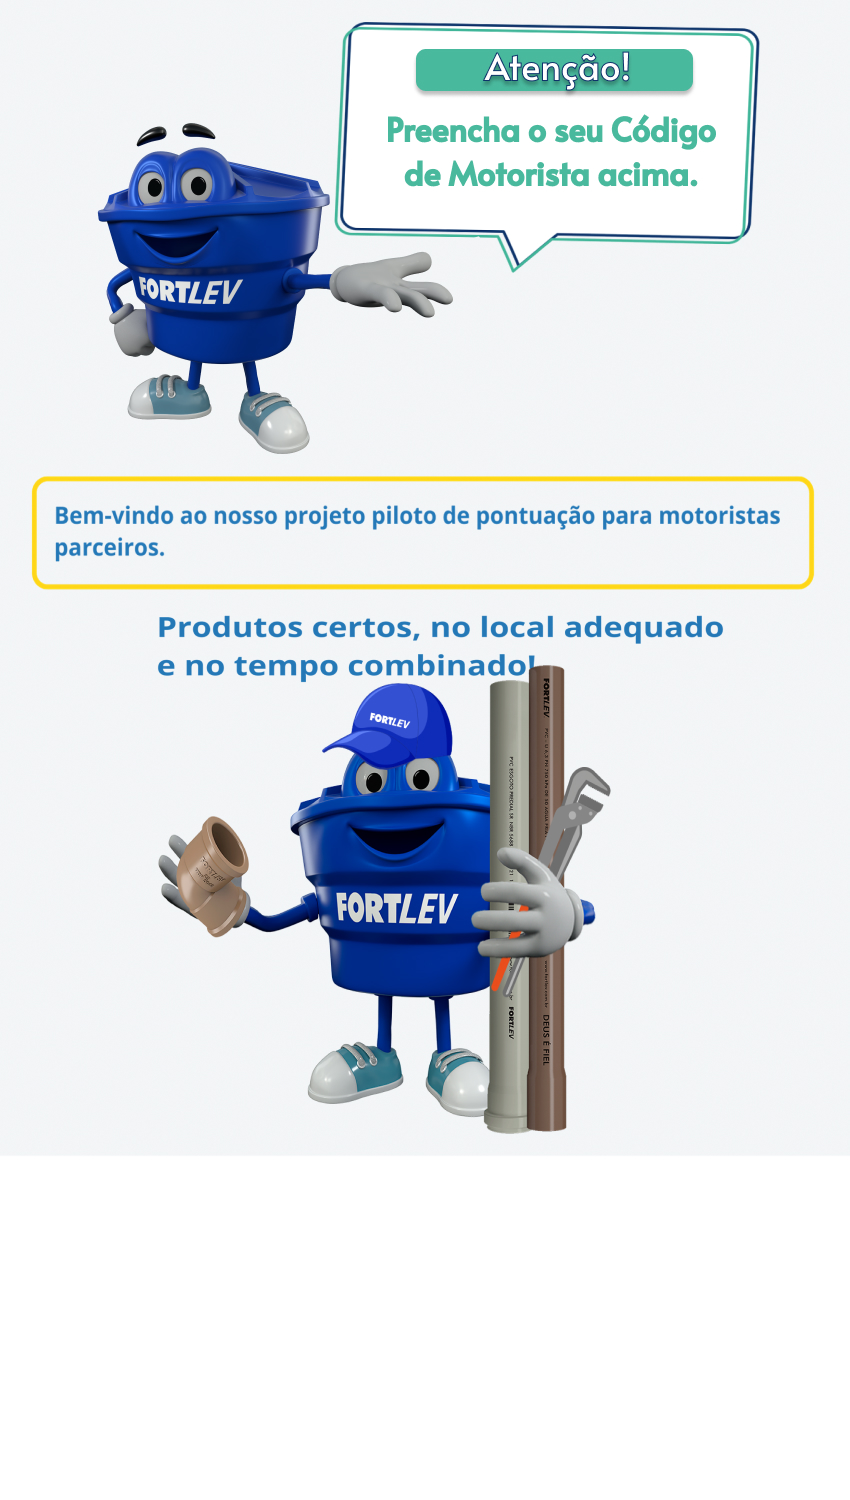 Atenção!
Preencha o seu Código
de Motorista acima.
FORTLEV
Bem-vindo ao nosso projeto piloto de pontuação para motoristas
parceiros.
Produtos certos, no local adequado
e no tempo combinado!
FORTLEV
FORTLEV
FORTLEV
FORTLEV
DEUS É FIEL